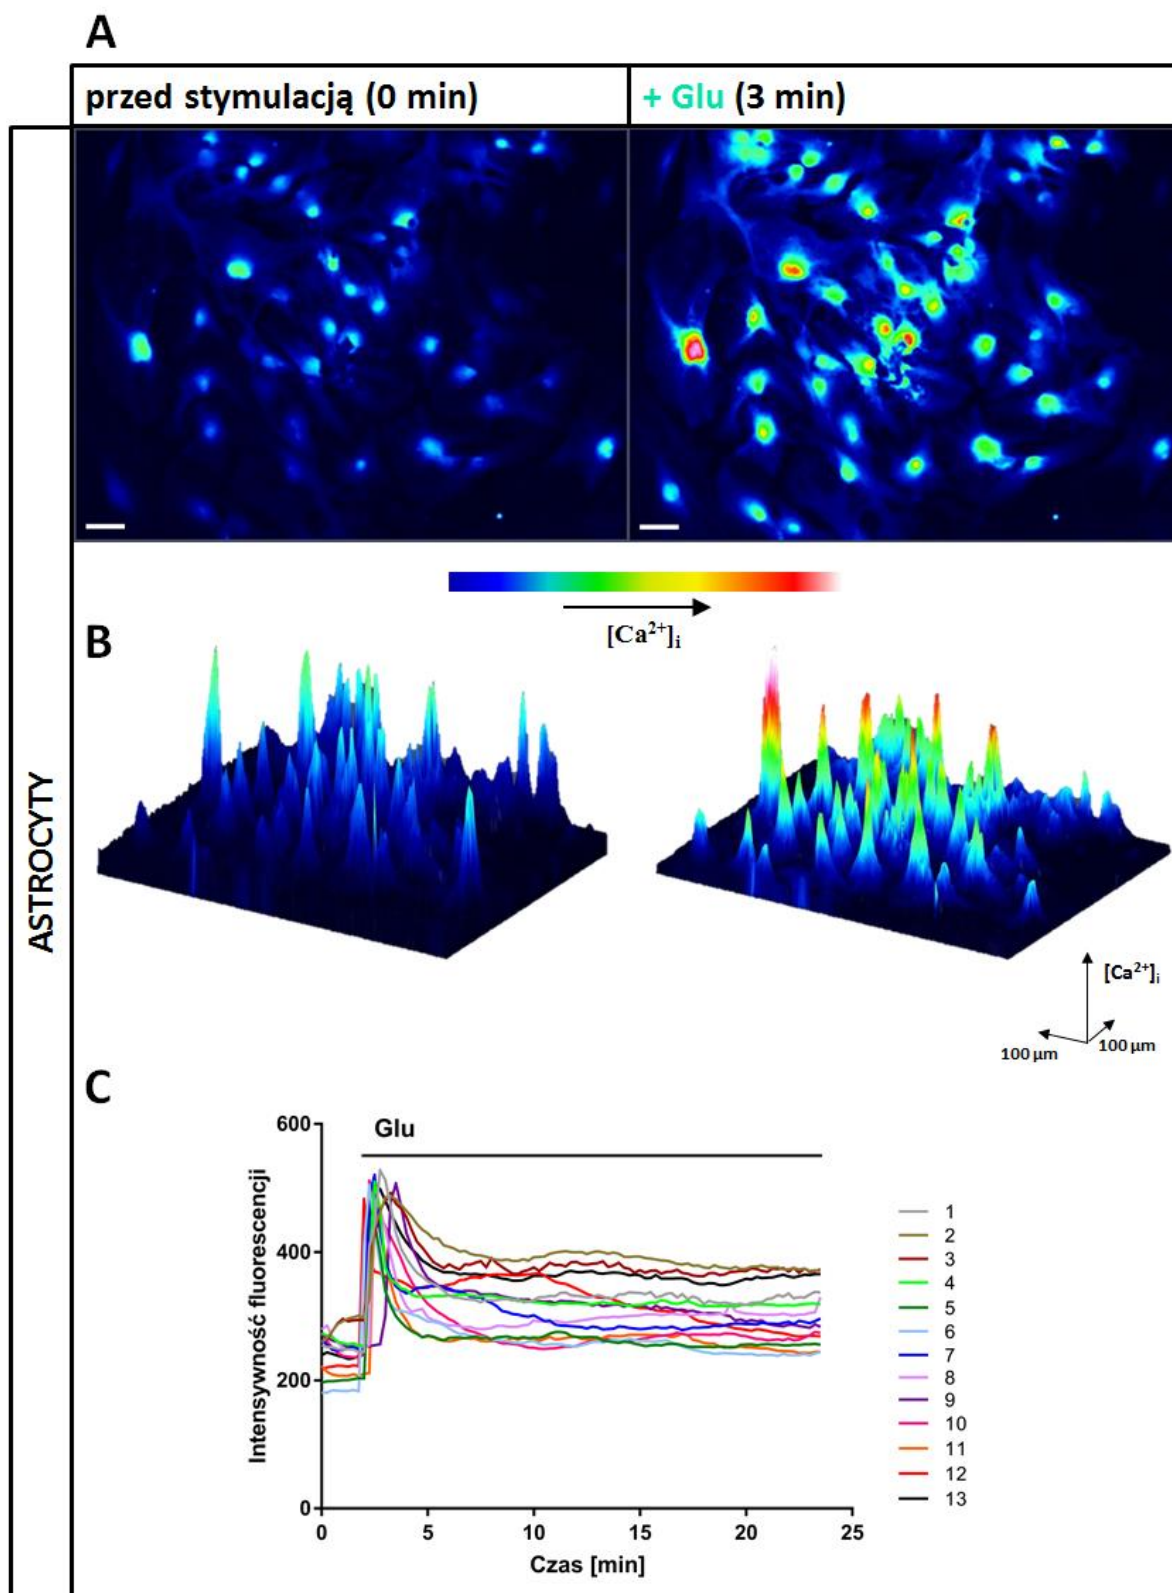 A
przed stymulacją (0 min)
+ Glu (3 min)
ASTROCYTY
[Ca²⁺]ᵢ
B
[Ca²⁺]ᵢ
100 µm
100 µm
C
Glu
Intensywność fluorescencji
600
400
200
0
0
5
10
15
20
25
Czas [min]
1
2
3
4
5
6
7
8
9
10
11
12
13